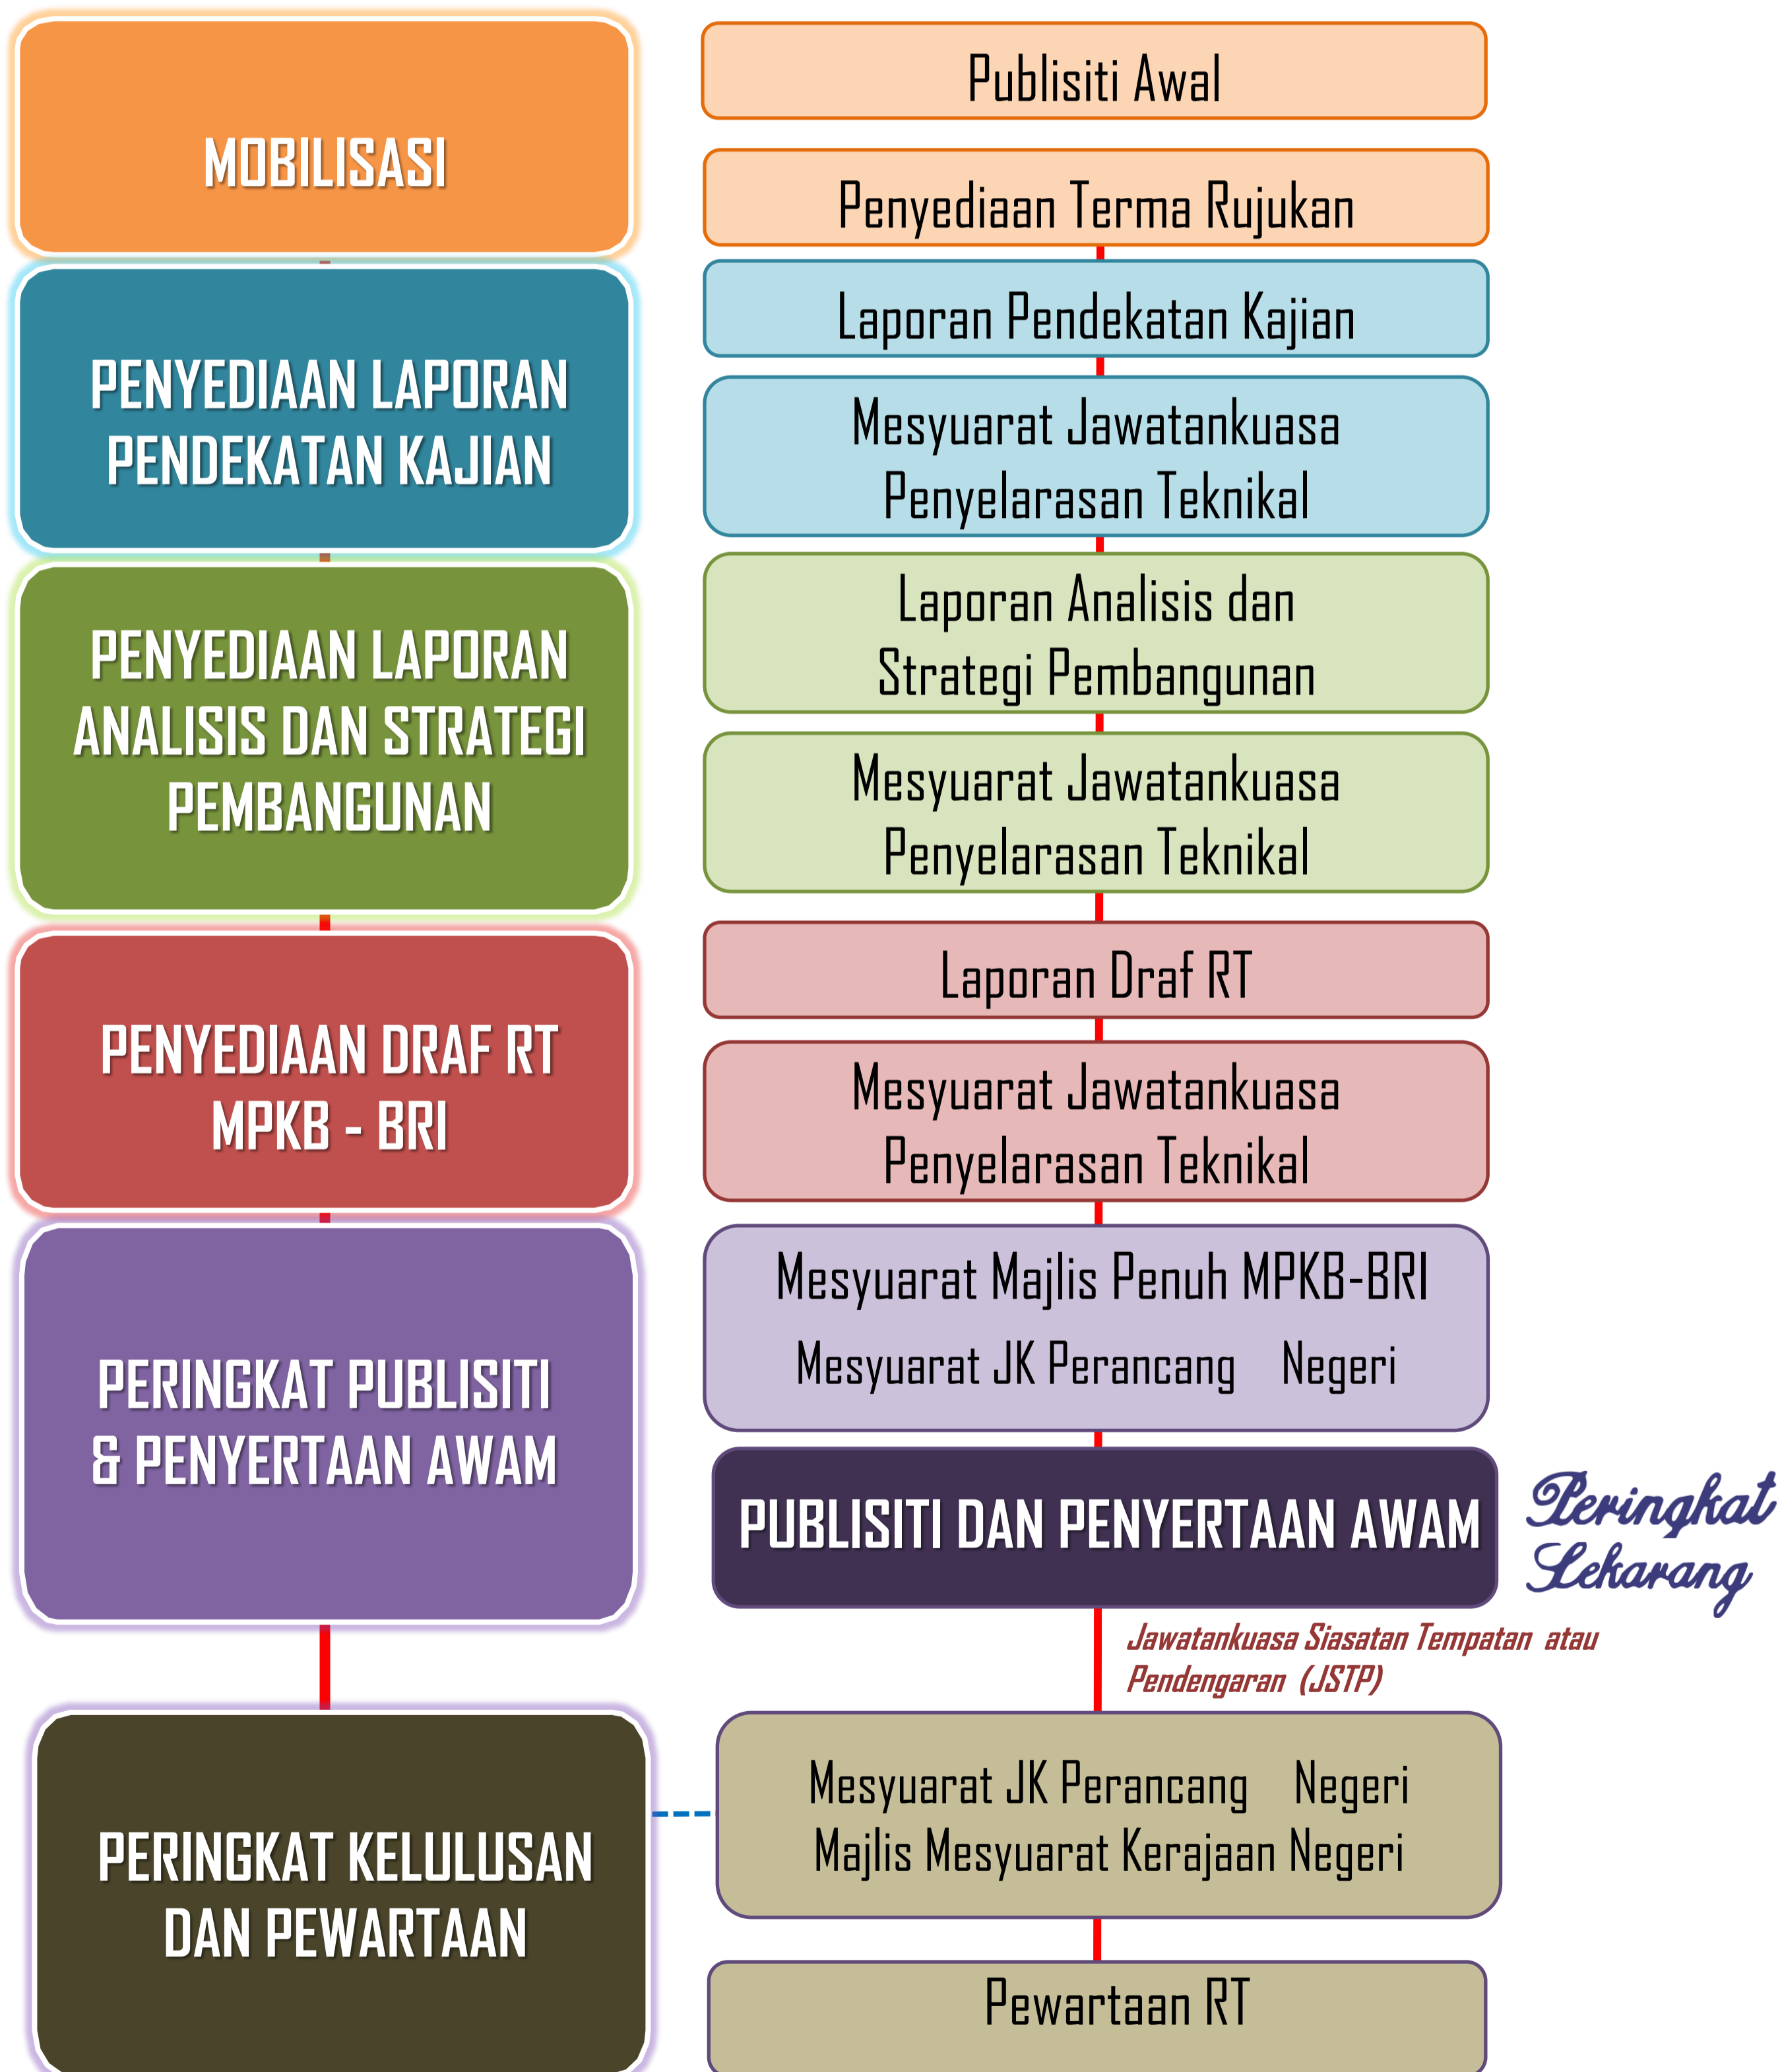 MOBILISASI
Publisiti Awal
Penyediaan Terma Rujukan
PENYEDIAAN LAPORAN
PENDEKATAN KAJIAN
Laporan Pendekatan Kajian
Mesyuarat Jawatankuasa
Penyelarasan Teknikal
PENYEDIAAN LAPORAN
ANALISIS DAN STRATEGI
PEMBANGUNAN
Laporan Analisis dan
Strategi Pembangunan
Mesyuarat Jawatankuasa
Penyelarasan Teknikal
PENYEDIAAN DRAF RT
MPKB - BRI
Laporan Draf RT
Mesyuarat Jawatankuasa
Penyelarasan Teknikal
PERINGKAT PUBLISITI
& PENYERTAAN AWAM
Mesyuarat Majlis Penuh MPKB-BRI
Mesyuarat JK Perancang Negeri
PUBLISITI DAN PENYERTAAN AWAM
Peringkat
Sekarang
Jawatankuasa Siasatan Tempatan atau
Pendengaran (JSTP)
PERINGKAT KELULUSAN
DAN PEWARTAAN
Mesyuarat JK Perancang Negeri
Majlis Mesyuarat Kerajaan Negeri
Pewartaan RT